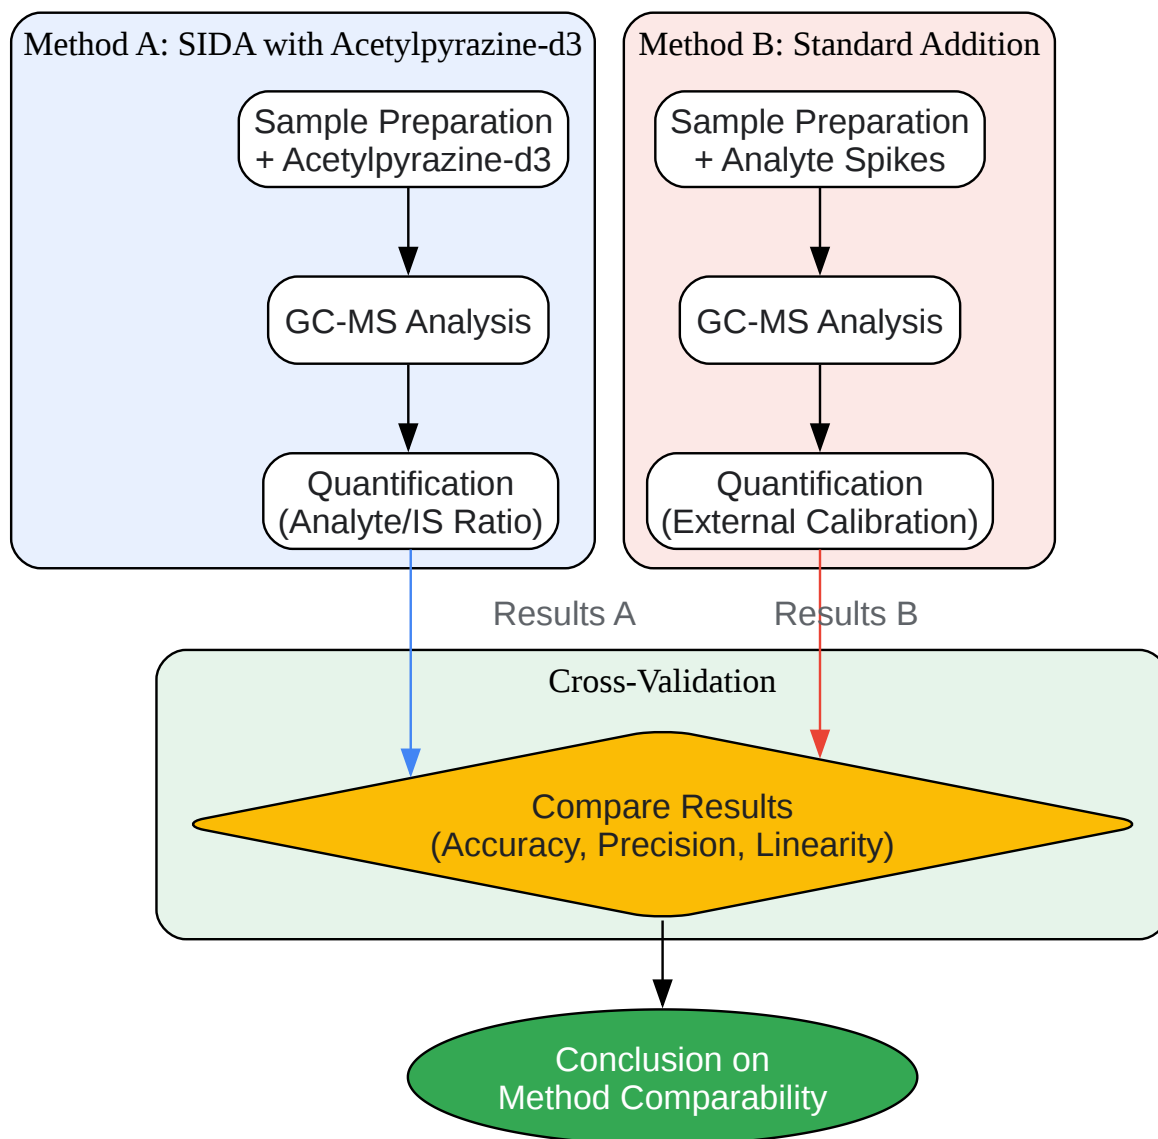 Method A: SIDA with Acetylpyrazine-d3
Sample Preparation
+ Acetylpyrazine-d3
GC-MS Analysis
Quantification
(Analyte/IS Ratio)
Method B: Standard Addition
Sample Preparation
+ Analyte Spikes
GC-MS Analysis
Quantification
(External Calibration)
Results A
Results B
Cross-Validation
Compare Results
(Accuracy, Precision, Linearity)
Conclusion on
Method Comparability